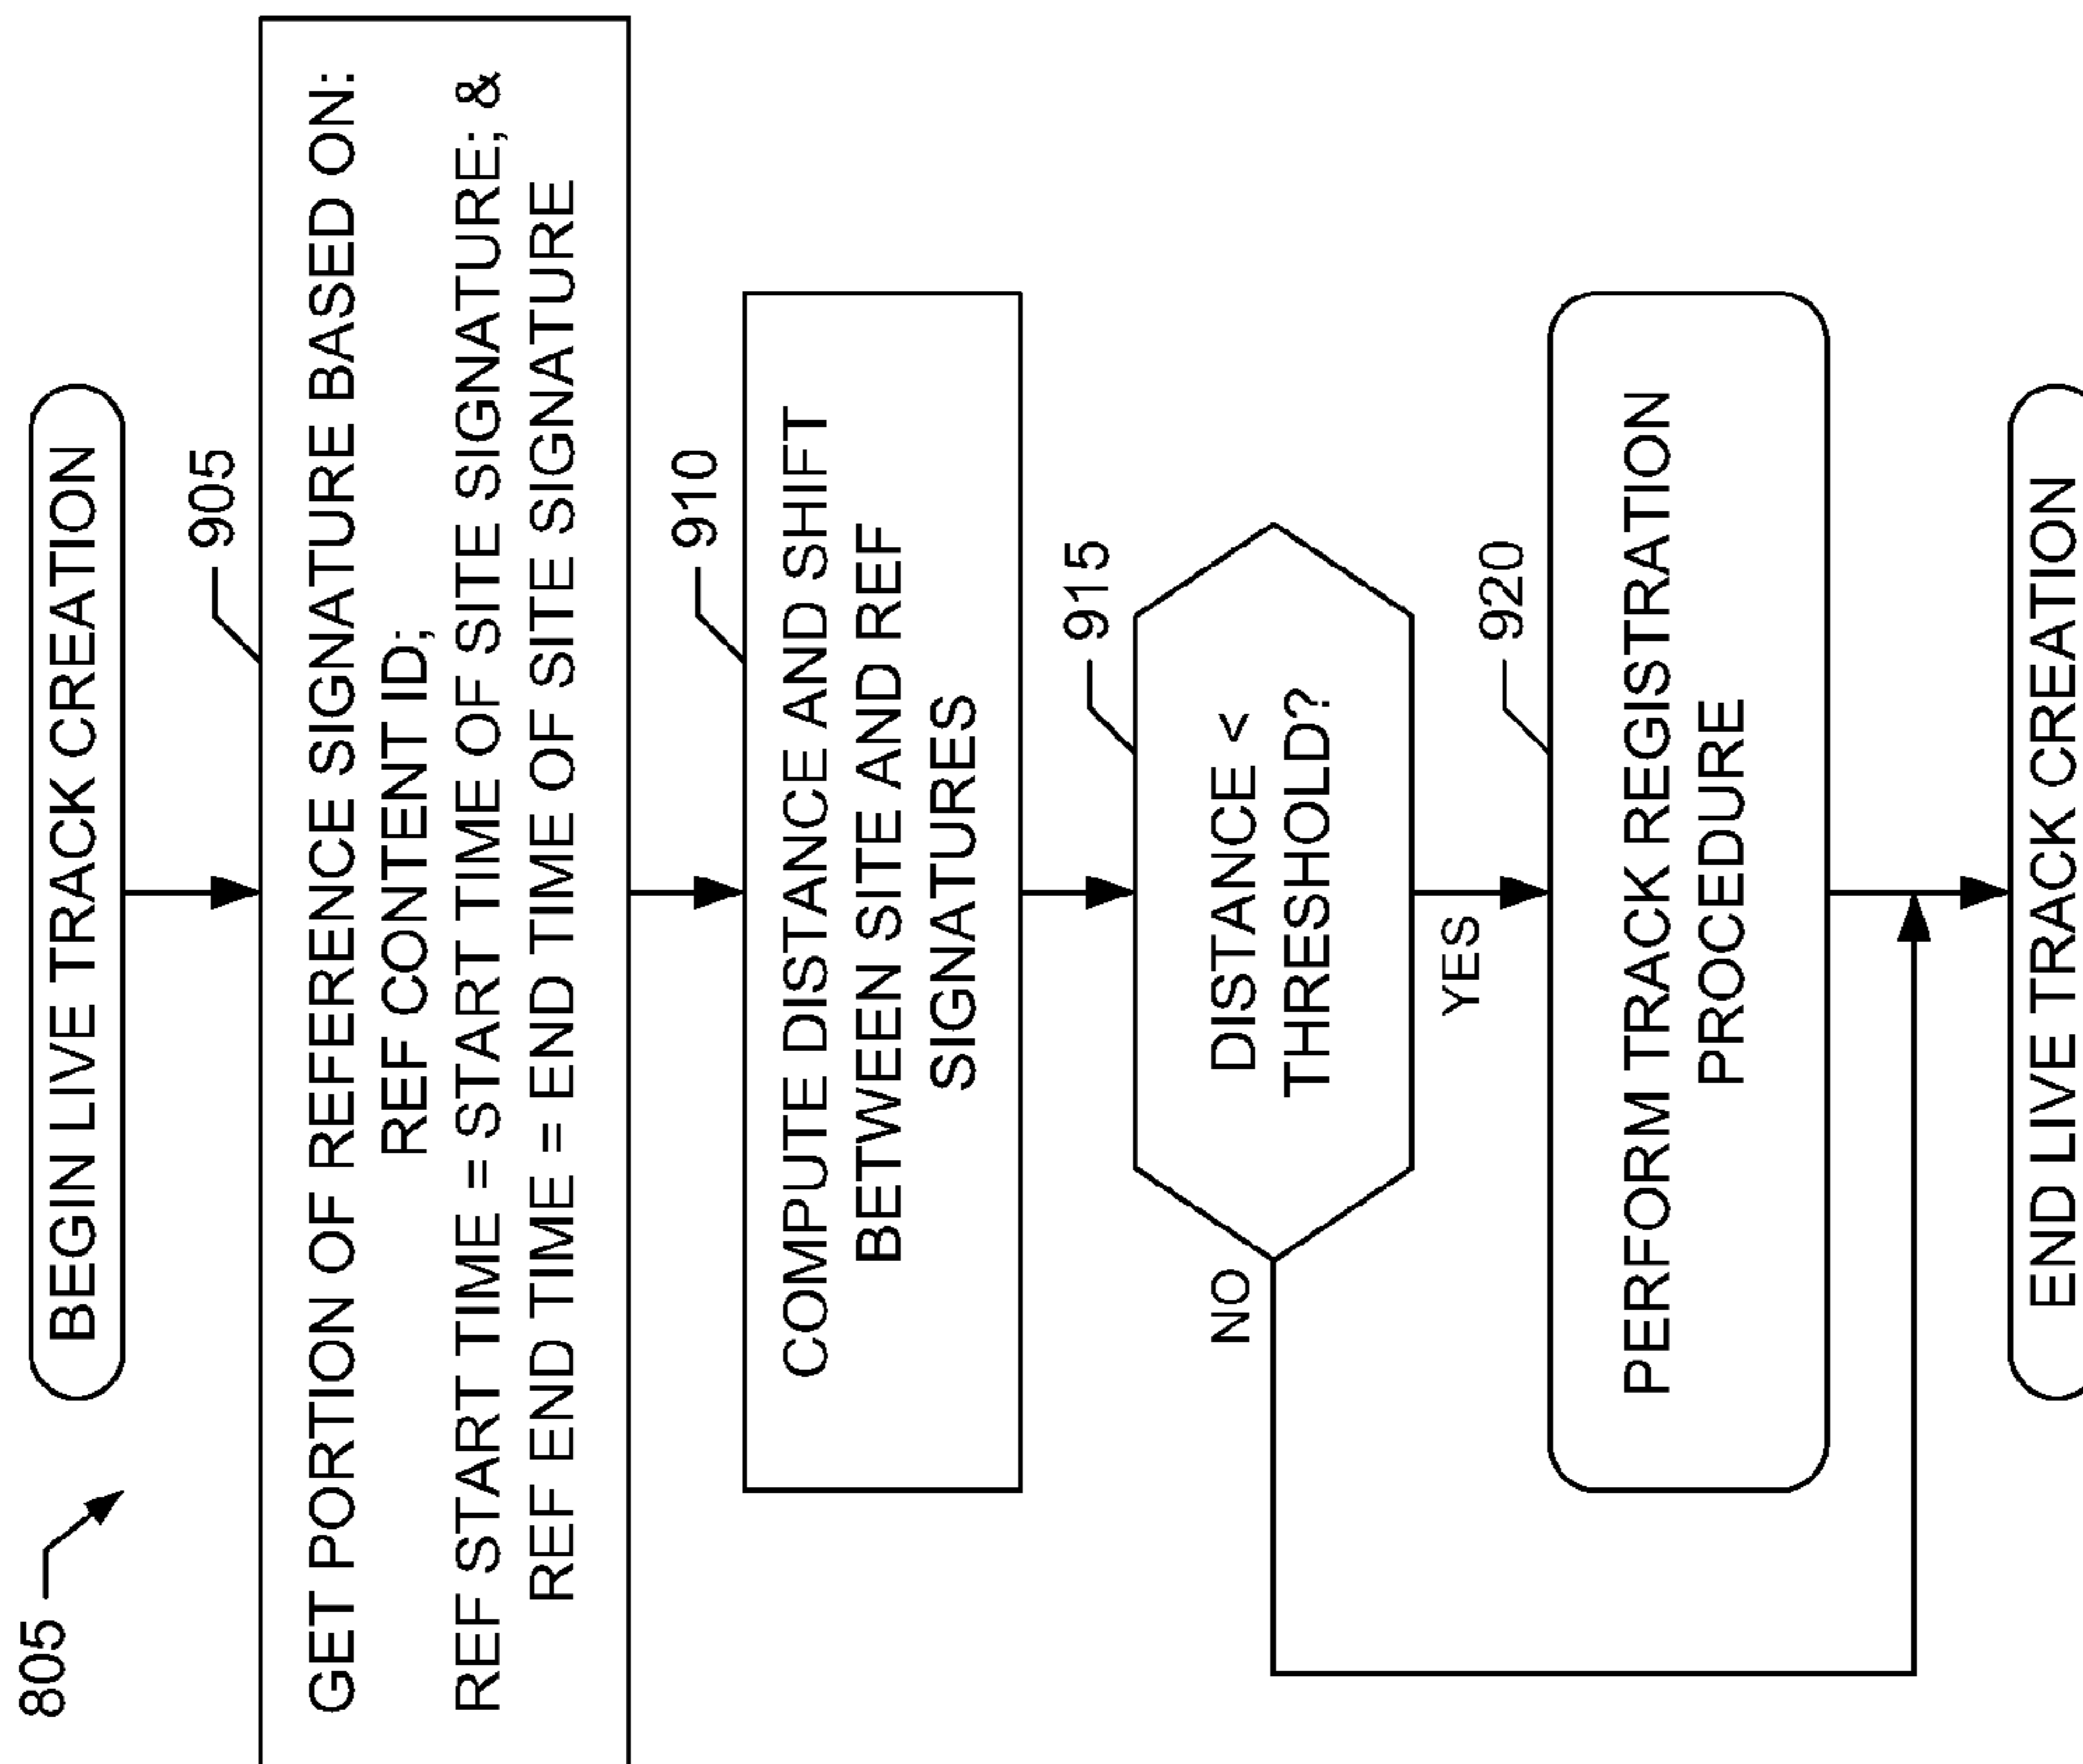 805
BEGIN LIVE TRACK CREATION
905
GET PORTION OF REFERENCE SIGNATURE BASED ON:
REF CONTENT ID;
REF START TIME = START TIME OF SITE SIGNATURE; &
REF END TIME = END TIME OF SITE SIGNATURE
910
COMPUTE DISTANCE AND SHIFT
BETWEEN SITE AND REF
SIGNATURES
915
DISTANCE <
THRESHOLD?
NO
YES
920
PERFORM TRACK REGISTRATION
PROCEDURE
END LIVE TRACK CREATION